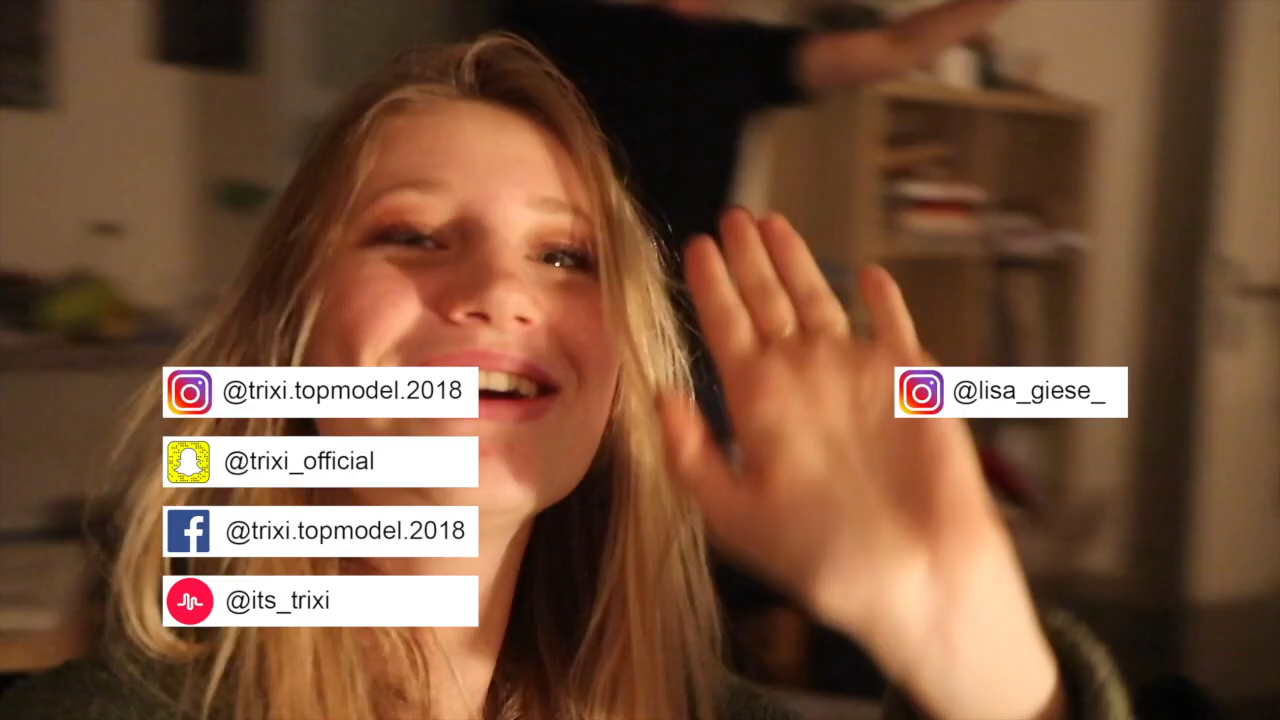 @trixi.topmodel.2018
@lisa_giese_
@trixi_official
@trixi.topmodel.2018
@its_trixi